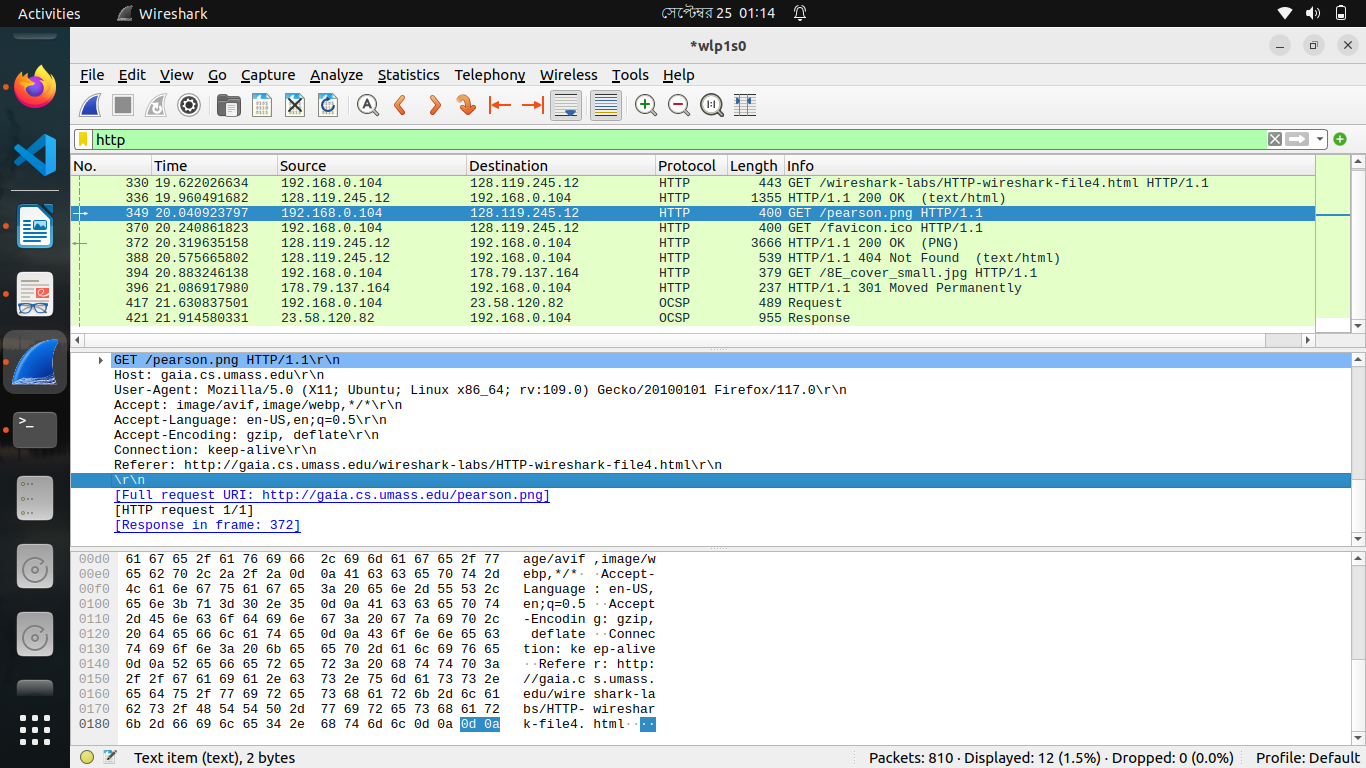 Activities Wireshark সেপ্টেম্বর 25 01:14
*wlp1s0
File Edit View Go Capture Analyze Statistics Telephony Wireless Tools Help
http
No. Time Source Destination Protocol Length Info
330 19.622026634 192.168.0.104 128.119.245.12 HTTP 443 GET /wireshark-labs/HTTP-wireshark-file4.html HTTP/1.1
336 19.960491682 128.119.245.12 192.168.0.104 HTTP 1355 HTTP/1.1 200 OK (text/html)
349 20.040923797 192.168.0.104 128.119.245.12 HTTP 400 GET /pearson.png HTTP/1.1
370 20.240861823 192.168.0.104 128.119.245.12 HTTP 400 GET /favicon.ico HTTP/1.1
372 20.319635158 128.119.245.12 192.168.0.104 HTTP 3666 HTTP/1.1 200 OK (PNG)
388 20.575665802 128.119.245.12 192.168.0.104 HTTP 539 HTTP/1.1 404 Not Found (text/html)
394 20.883246138 192.168.0.104 178.79.137.164 HTTP 379 GET /8E_cover_small.jpg HTTP/1.1
396 21.086917980 178.79.137.164 192.168.0.104 HTTP 237 HTTP/1.1 301 Moved Permanently
417 21.630837501 192.168.0.104 23.58.120.82 OCSP 489 Request
421 21.914580331 23.58.120.82 192.168.0.104 OCSP 955 Response
GET /pearson.png HTTP/1.1\r\n
Host: gaia.cs.umass.edu\r\n
User-Agent: Mozilla/5.0 (X11; Ubuntu; Linux x86_64; rv:109.0) Gecko/20100101 Firefox/117.0\r\n
Accept: image/avif,image/webp,*/*\r\n
Accept-Language: en-US,en;q=0.5\r\n
Accept-Encoding: gzip, deflate\r\n
Connection: keep-alive\r\n
Referer: http://gaia.cs.umass.edu/wireshark-labs/HTTP-wireshark-file4.html\r\n
\r\n
[Full request URI: http://gaia.cs.umass.edu/pearson.png]
[HTTP request 1/1]
[Response in frame: 372]
00d0 61 67 65 2f 61 76 69 66 2c 69 6d 61 67 65 2f 77 age/avif ,image/w
00e0 65 62 70 2c 2a 2f 2a 0d 0a 41 63 63 65 70 74 2d ebp,*/*· ·Accept-
00f0 4c 61 6e 67 75 61 67 65 3a 20 65 6e 2d 55 53 2c Language : en-US,
0100 65 6e 3b 71 3d 30 2e 35 0d 0a 41 63 63 65 70 74 en;q=0.5 ··Accept
0110 2d 45 6e 63 6f 64 69 6e 67 3a 20 67 7a 69 70 2c -Encodin g: gzip,
0120 20 64 65 66 6c 61 74 65 0d 0a 43 6f 6e 6e 65 63 deflate ··Connec
0130 74 69 6f 6e 3a 20 6b 65 65 70 2d 61 6c 69 76 65 tion: ke ep-alive
0140 0d 0a 52 65 66 65 72 65 72 3a 20 68 74 74 70 3a ··Refere r: http:
0150 2f 2f 67 61 69 61 2e 63 73 2e 75 6d 61 73 73 2e //gaia.c s.umass.
0160 65 64 75 2f 77 69 72 65 73 68 61 72 6b 2d 6c 61 edu/wire shark-la
0170 62 73 2f 48 54 54 50 2d 77 69 72 65 73 68 61 72 bs/HTTP- wireshar
0180 6b 2d 66 69 6c 65 34 2e 68 74 6d 6c 0d 0a 0d 0a k-file4. html····
Text item (text), 2 bytes Packets: 810 · Displayed: 12 (1.5%) · Dropped: 0 (0.0%) Profile: Default